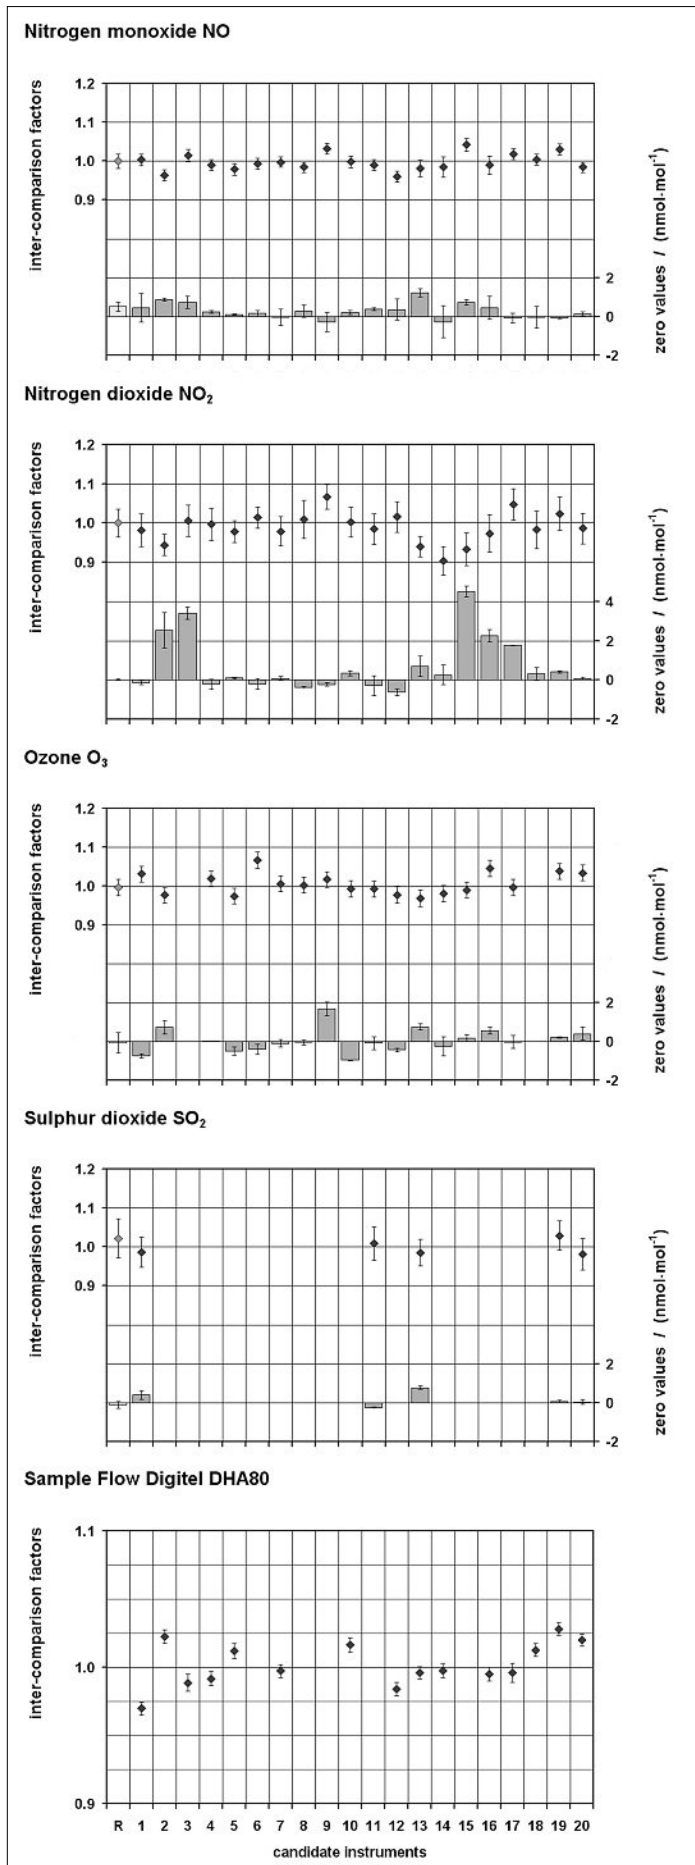 Nitrogen monoxide NO
inter-comparison factors
1.2
1.1
1.0
0.9
2
0
-2
zero values / (nmol·mol⁻¹)
Nitrogen dioxide NO₂
inter-comparison factors
1.2
1.1
1.0
0.9
4
2
0
-2
zero values / (nmol·mol⁻¹)
Ozone O₃
inter-comparison factors
1.2
1.1
1.0
0.9
2
0
-2
zero values / (nmol·mol⁻¹)
Sulphur dioxide SO₂
inter-comparison factors
1.2
1.1
1.0
0.9
2
0
-2
zero values / (nmol·mol⁻¹)
Sample Flow Digitel DHA80
inter-comparison factors
1.1
1.0
0.9
R 1 2 3 4 5 6 7 8 9 10 11 12 13 14 15 16 17 18 19 20
candidate instruments